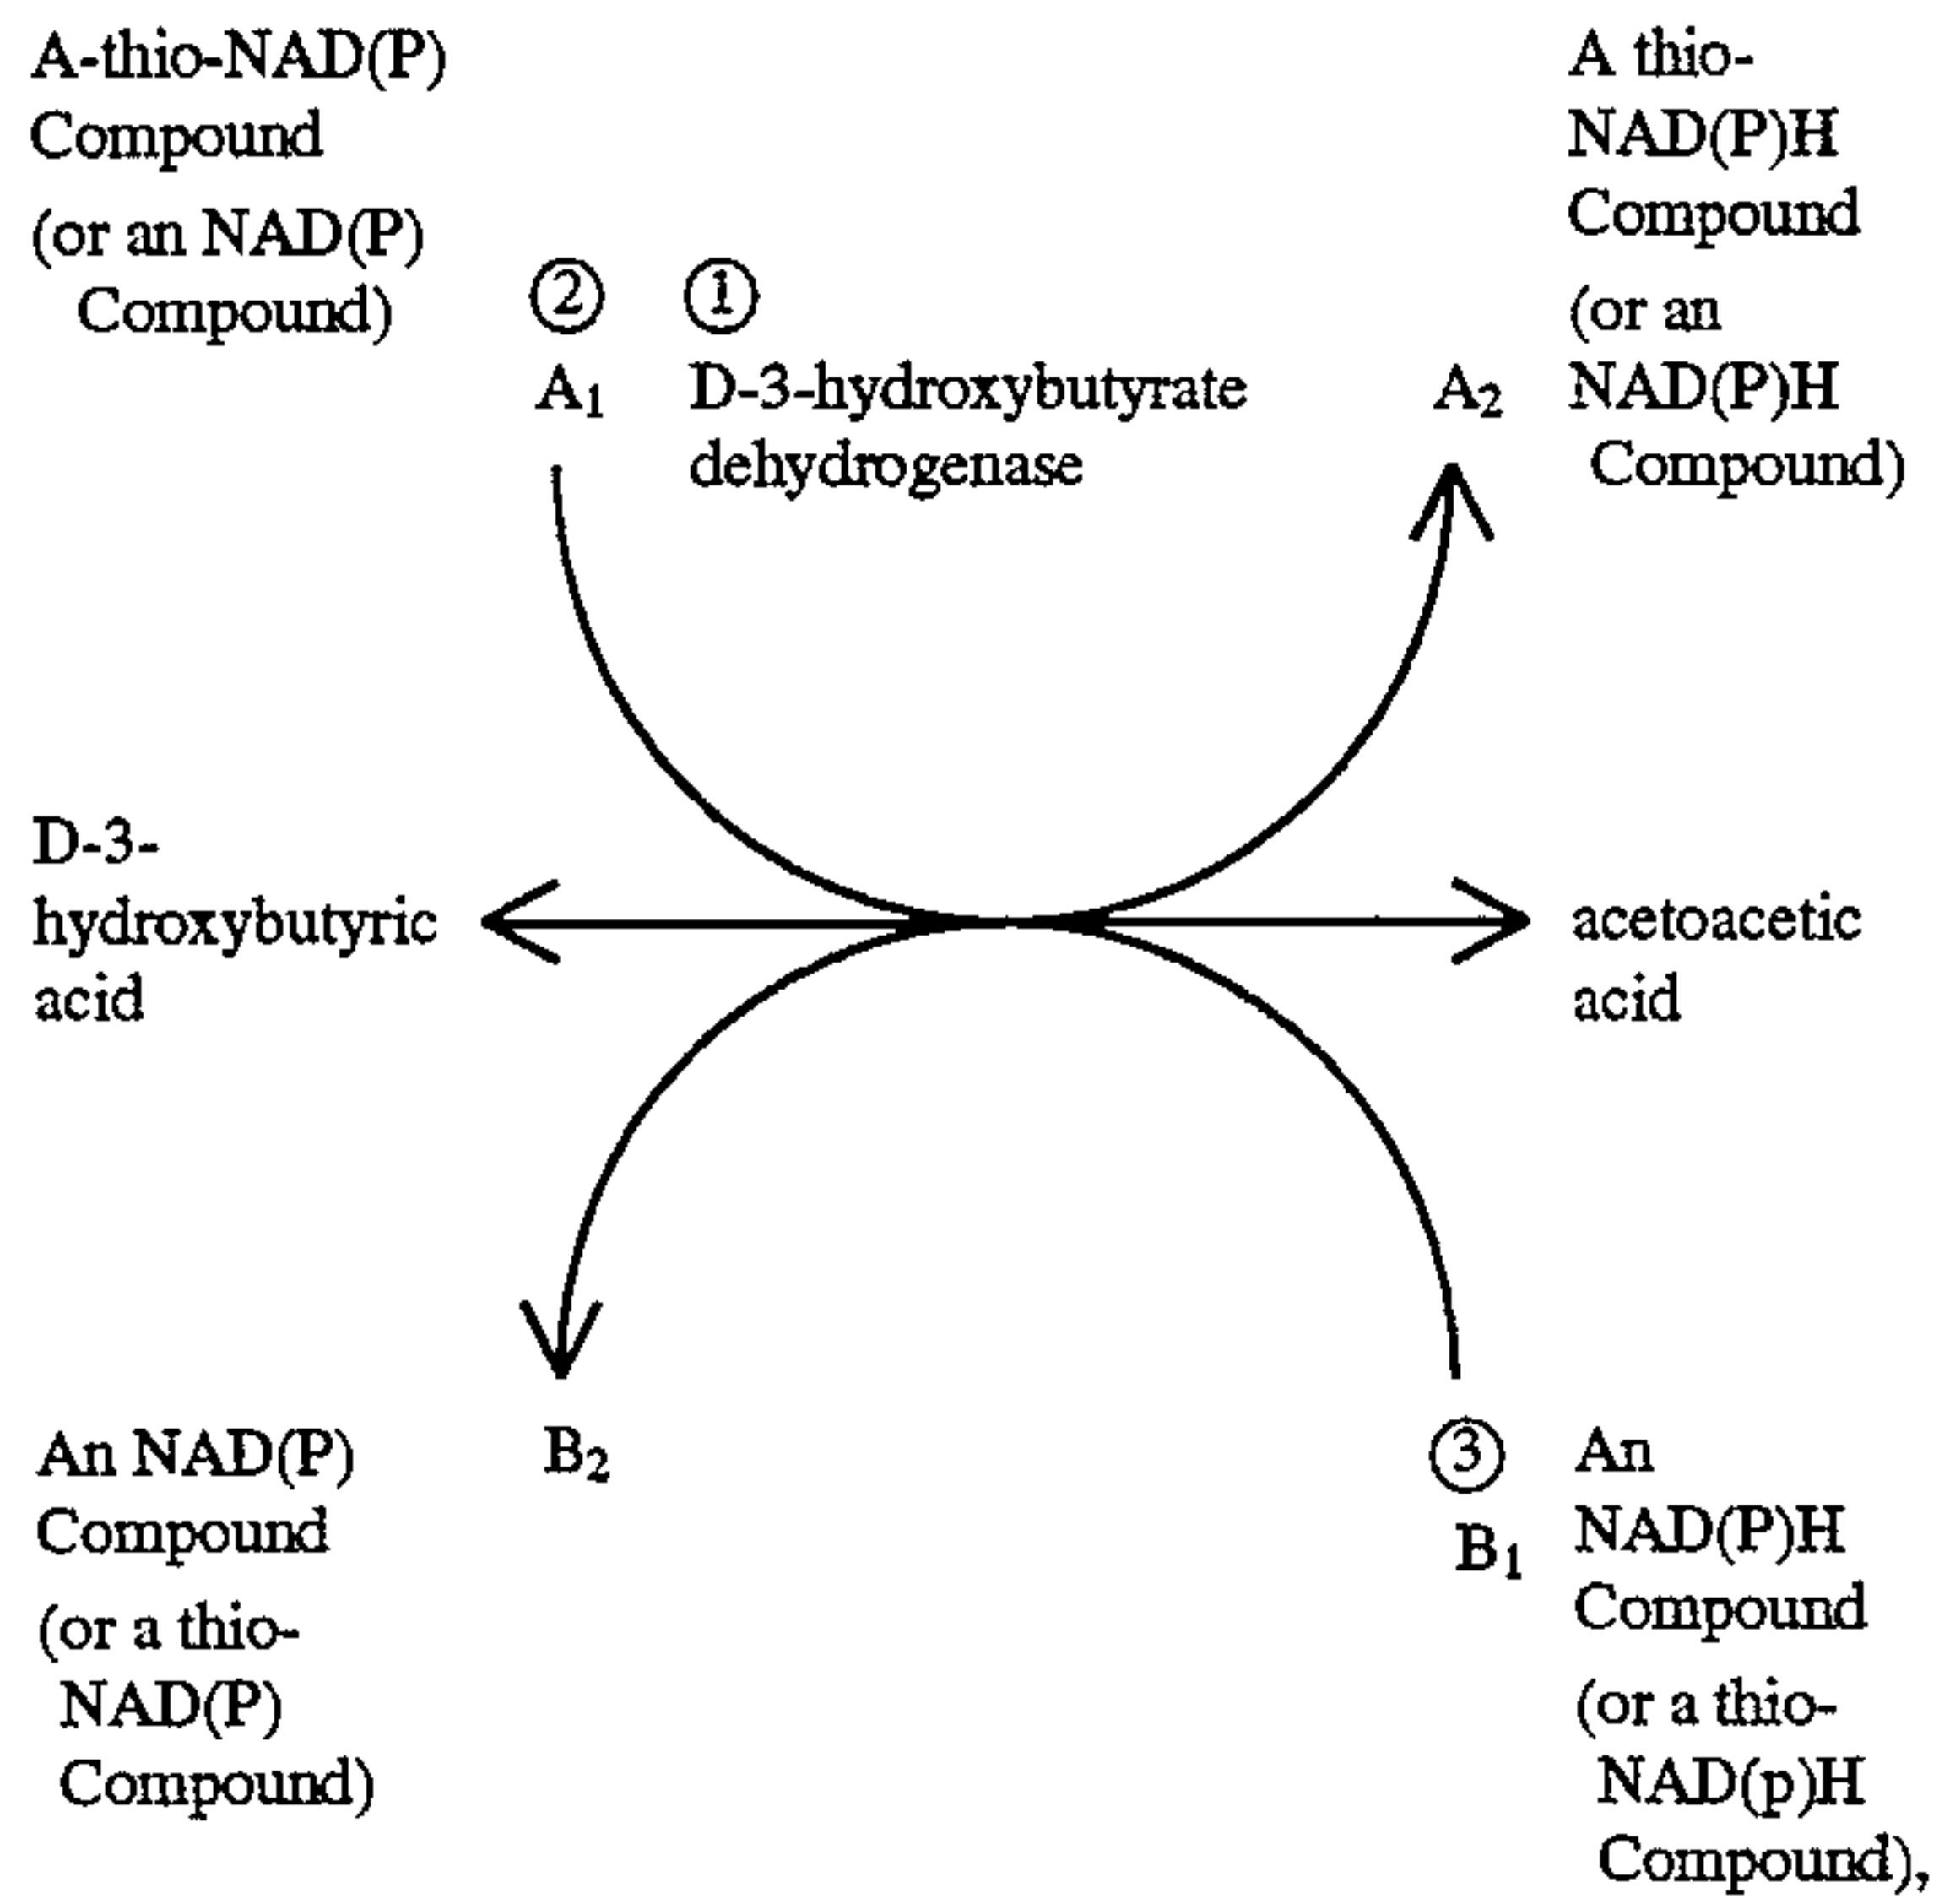 A-thio-NAD(P)
Compound
(or an NAD(P)
Compound)
② ①
A₁
D-3-hydroxybutyrate
dehydrogenase
A₂
A thio-
NAD(P)H
Compound
(or an
NAD(P)H
Compound)
D-3-
hydroxybutyric
acid
acetoacetic
acid
An NAD(P)
Compound
(or a thio-
NAD(P)
Compound)
B₂
③
B₁
An
NAD(P)H
Compound
(or a thio-
NAD(p)H
Compound),